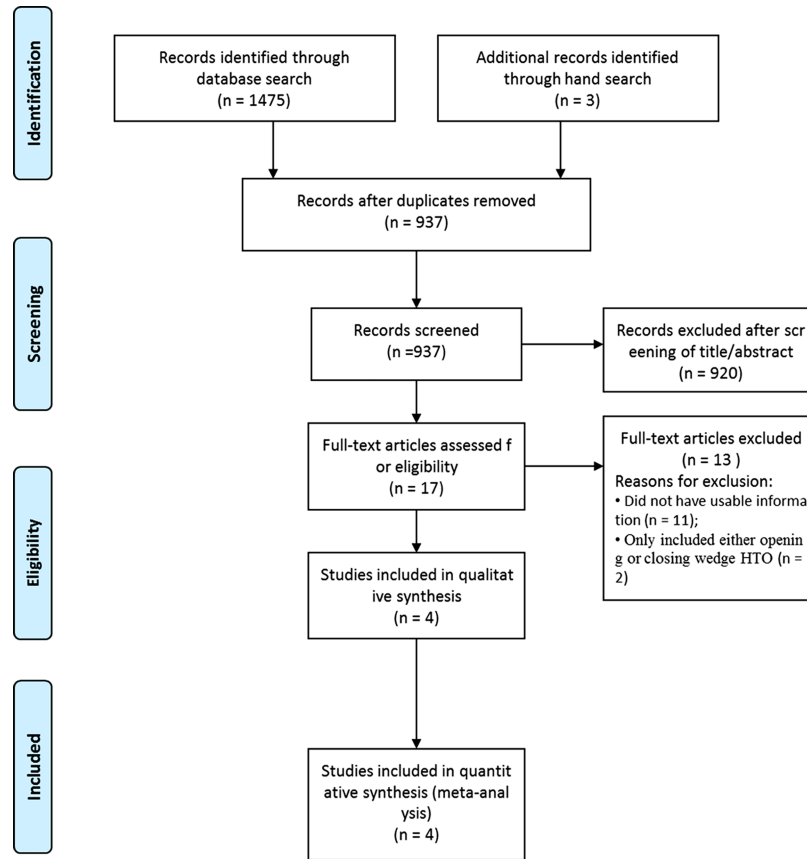 Identification
Records identified through
database search
(n = 1475)
Additional records identified
through hand search
(n = 3)
Records after duplicates removed
(n = 937)
Screening
Records screened
(n =937)
Records excluded after scr
eening of title/abstract
(n = 920)
Eligibility
Full-text articles assessed f
or eligibility
(n = 17)
Full-text articles excluded
(n = 13 )
Reasons for exclusion:
• Did not have usable informa
tion (n = 11);
• Only included either openin
g or closing wedge HTO (n =
2)
Studies included in qualitat
ive synthesis
(n = 4)
Included
Studies included in quantit
ative synthesis (meta-anal
ysis)
(n = 4)